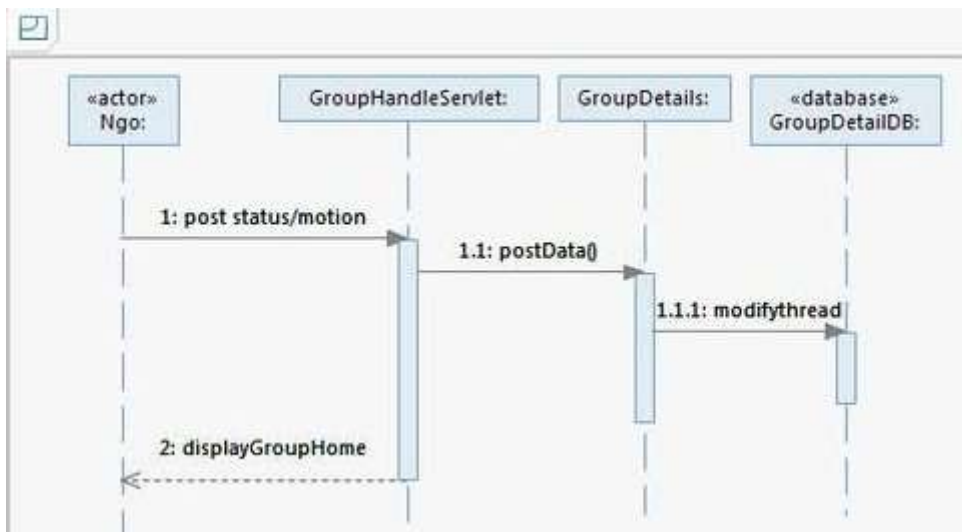 «actor»
Ngo:
GroupHandleServlet:
GroupDetails:
«database»
GroupDetailDB:
1: post status/motion
1.1: postData()
1.1.1: modifythread
2: displayGroupHome